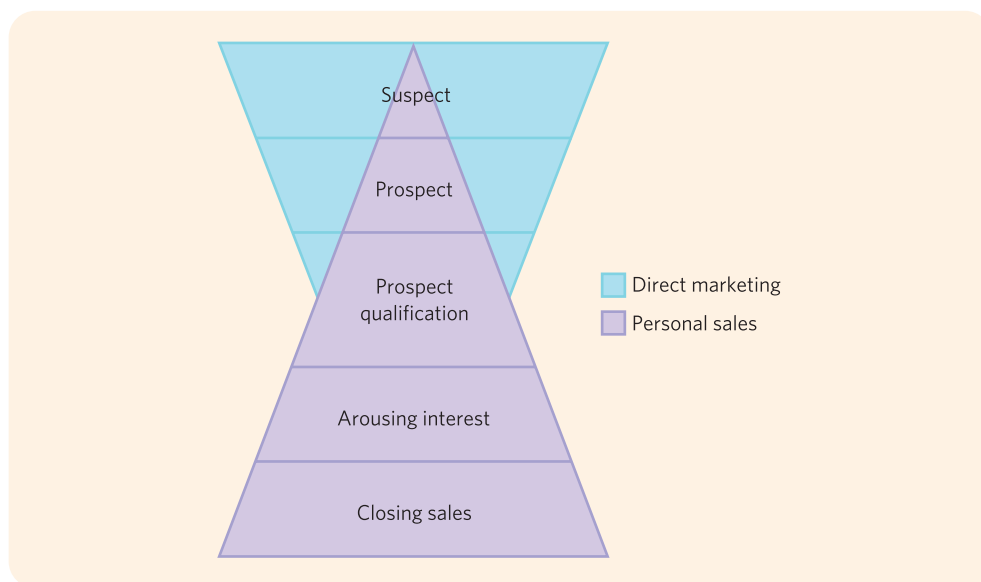 Suspect
Prospect
Prospect
qualification
Direct marketing
Personal sales
Arousing interest
Closing sales